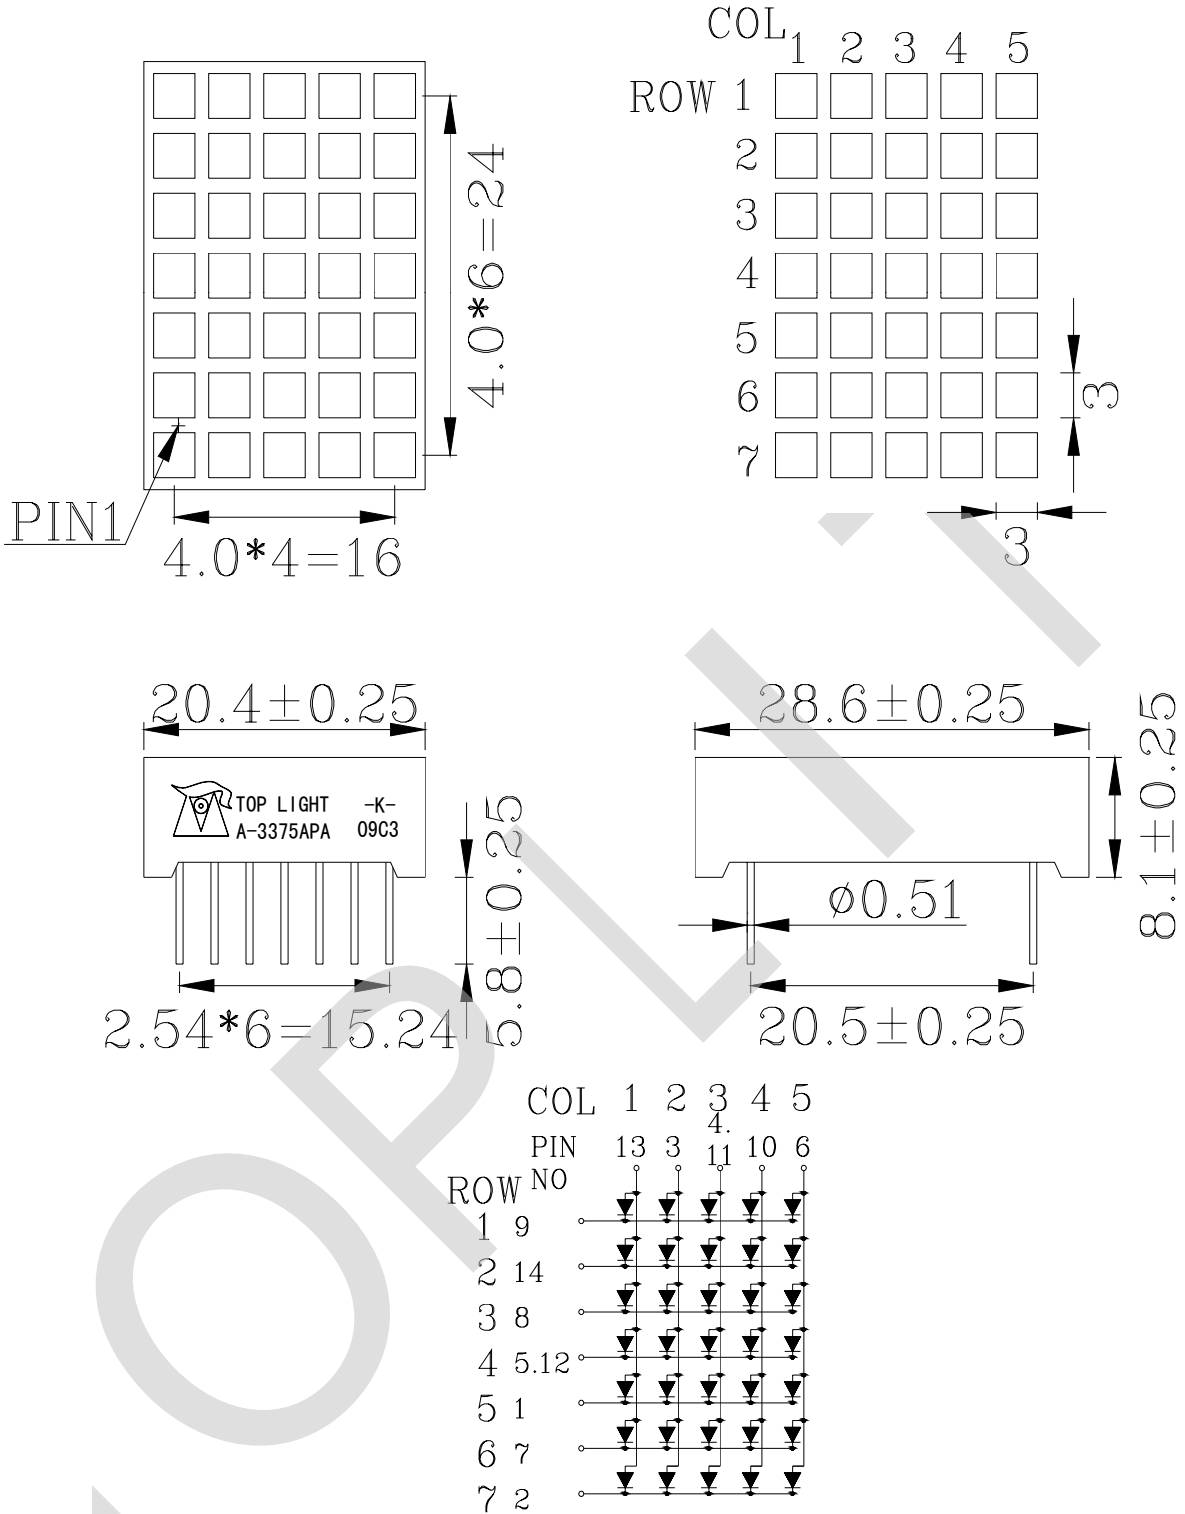 COL 1 2 3 4 5
ROW 1
2
3
4
5
6
7
4.0*6=24
PIN1
4.0*4=16
3
3
20.4±0.25
TOP LIGHT -K-
A-3375APA 09C3
5.8±0.25
2.54*6=15.24
28.6±0.25
8.1±0.25
ø0.51
20.5±0.25
COL 1 2 3 4 5
PIN NO 13 3 4.11 10 6
ROW
1 9
2 14
3 8
4 5.12
5 1
6 7
7 2
TOP LIT